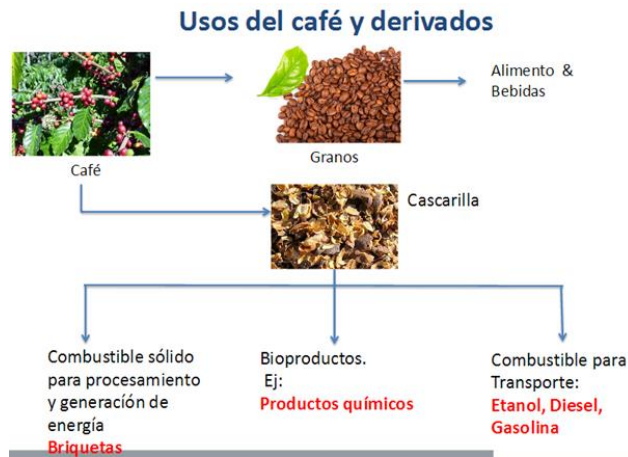 Usos del café y derivados
Alimento &
Bebidas
Granos
Café
Cascarilla
Combustible sólido
para procesamiento
y generación de
energía
Briquetas
Bioproductos.
Ej:
Productos químicos
Combustible para
Transporte:
Etanol, Diesel,
Gasolina